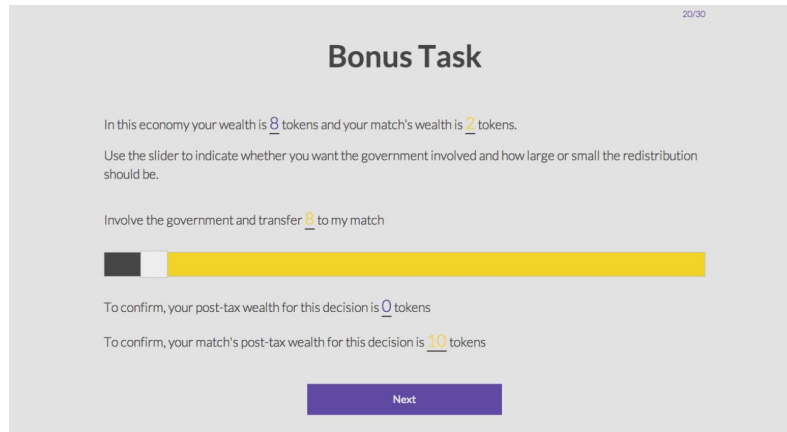 20/30
Bonus Task
In this economy your wealth is 8 tokens and your match's wealth is 2 tokens.
Use the slider to indicate whether you want the government involved and how large or small the redistribution
should be.
Involve the government and transfer 8 to my match
To confirm, your post-tax wealth for this decision is 0 tokens
To confirm, your match's post-tax wealth for this decision is 10 tokens
Next